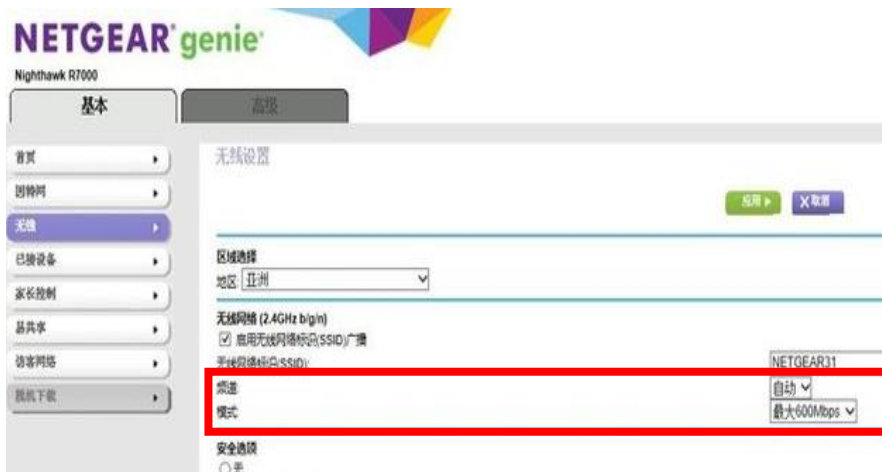 NETGEAR genie
Nighthawk R7000
基本
高级
首页
因特网
无线
已接设备
家长控制
易共享
访客网络
脱机下载
无线设置
应用
X 取消
区域选择
地区: 亚洲
无线网络 (2.4GHz b/g/n)
启用无线网络标识(SSID)广播
无线网络标识(SSID): NETGEAR31
频道: 自动
模式: 最大600Mbps
安全选项
无